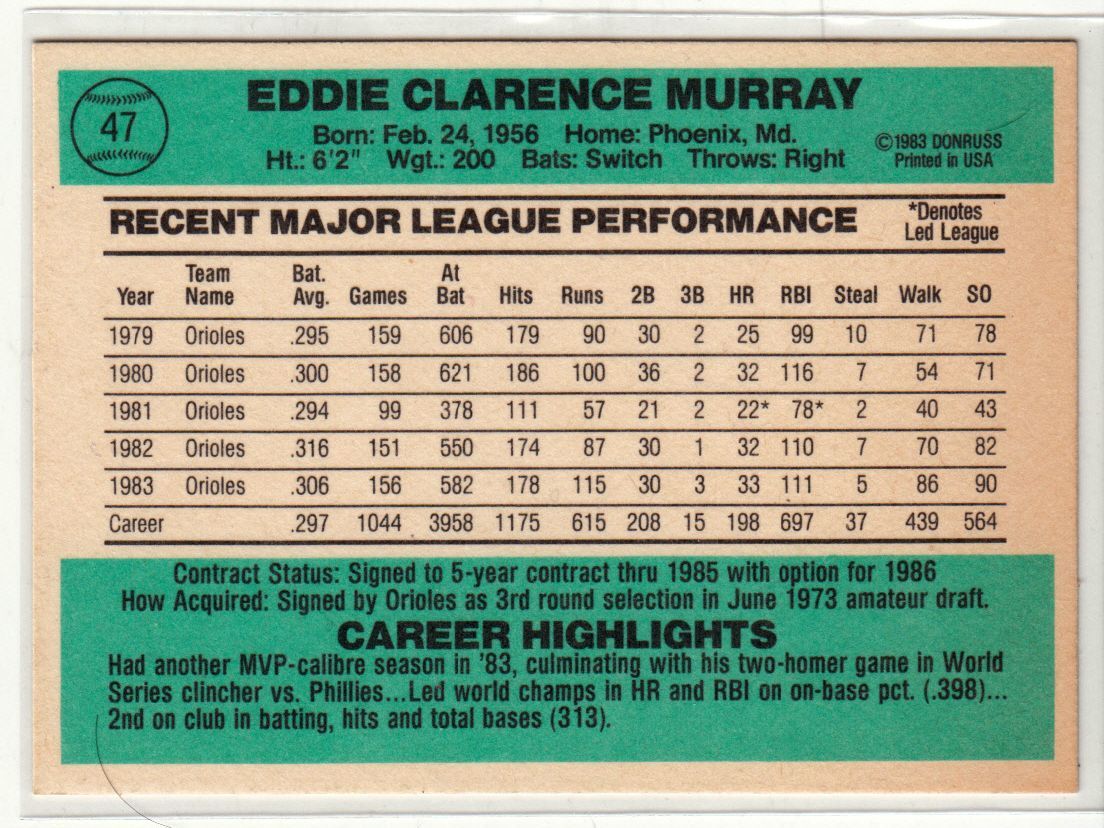 47
EDDIE CLARENCE MURRAY
Born: Feb. 24, 1956 Home: Phoenix, Md.
Ht.: 6'2" Wgt.: 200 Bats: Switch Throws: Right
©1983 DONRUSS
Printed in USA
RECENT MAJOR LEAGUE PERFORMANCE
*Denotes
Led League
Year Team Name Bat. Avg. Games At Bat Hits Runs 2B 3B HR RBI Steal Walk SO
1979 Orioles .295 159 606 179 90 30 2 25 99 10 71 78
1980 Orioles .300 158 621 186 100 36 2 32 116 7 54 71
1981 Orioles .294 99 378 111 57 21 2 22* 78* 2 40 43
1982 Orioles .316 151 550 174 87 30 1 32 110 7 70 82
1983 Orioles .306 156 582 178 115 30 3 33 111 5 86 90
Career .297 1044 3958 1175 615 208 15 198 697 37 439 564
Contract Status: Signed to 5-year contract thru 1985 with option for 1986
How Acquired: Signed by Orioles as 3rd round selection in June 1973 amateur draft.
CAREER HIGHLIGHTS
Had another MVP-calibre season in '83, culminating with his two-homer game in World
Series clincher vs. Phillies...Led world champs in HR and RBI on on-base pct. (.398)...
2nd on club in batting, hits and total bases (313).